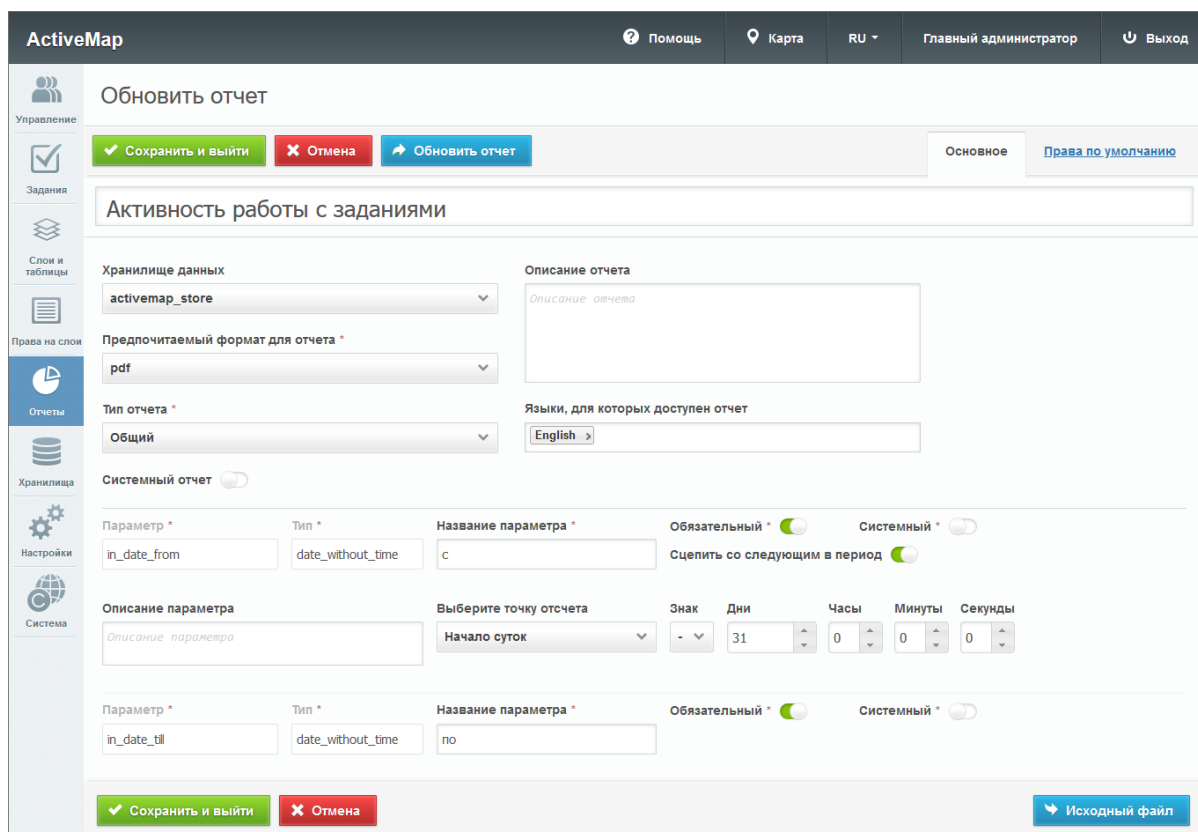 ActiveMap
Помощь
Карта
RU
Главный администратор
Выход
Управление
Задания
Слои и
таблицы
Права на слои
Отчеты
Хранилища
Настройки
Система
Обновить отчет
Сохранить и выйти
Отмена
Обновить отчет
Основное
Права по умолчанию
Активность работы с заданиями
Хранилище данных
activemap_store
Предпочитаемый формат для отчета *
pdf
Тип отчета *
Общий
Системный отчет
Описание отчета
Описание отчета
Языки, для которых доступен отчет
English
Параметр *
Тип *
Название параметра *
Обязательный *
Системный *
in_date_from
date_without_time
с
Сцепить со следующим в период
Описание параметра
Выберите точку отсчета
Знак
Дни
Часы
Минуты
Секунды
Описание параметра
Начало суток
-
31
0
0
0
Параметр *
Тип *
Название параметра *
Обязательный *
Системный *
in_date_till
date_without_time
по
Сохранить и выйти
Отмена
Исходный файл